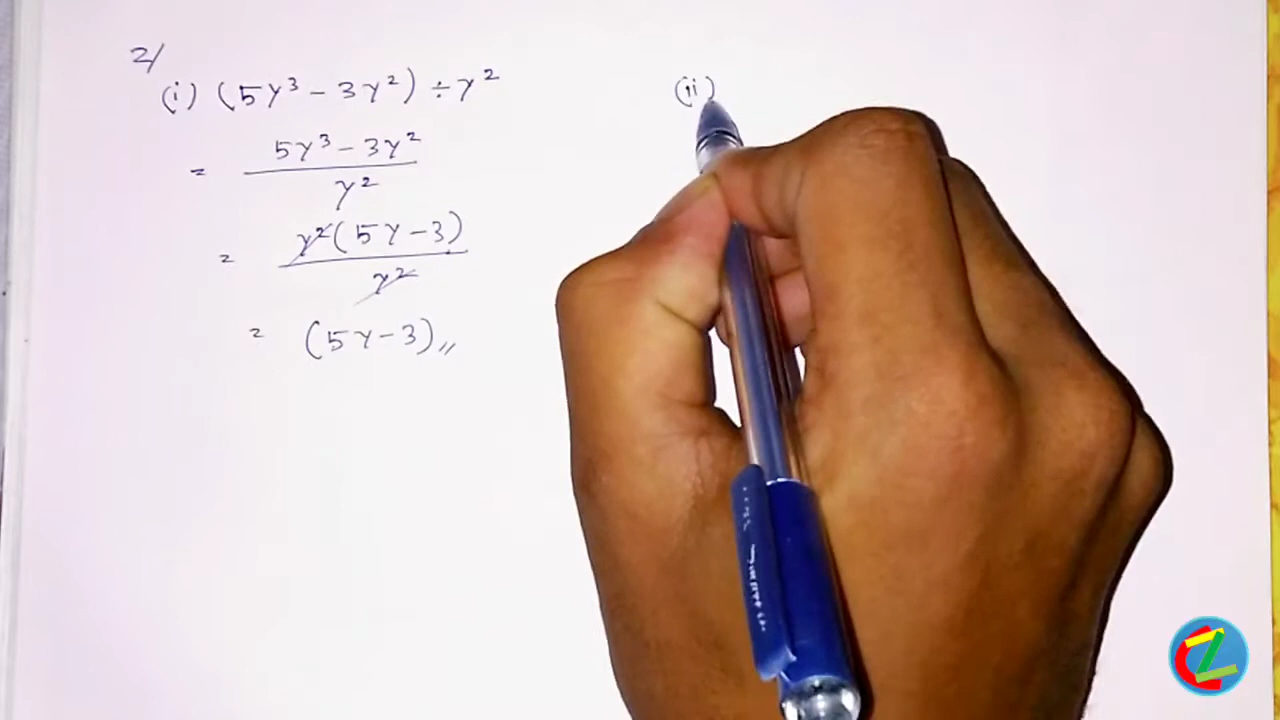 2/
(i) (5y³ - 3y²) ÷ y²
= 5y³ - 3y² / y²
= y²(5y - 3) / y²
= (5y - 3) ,,
(ii)